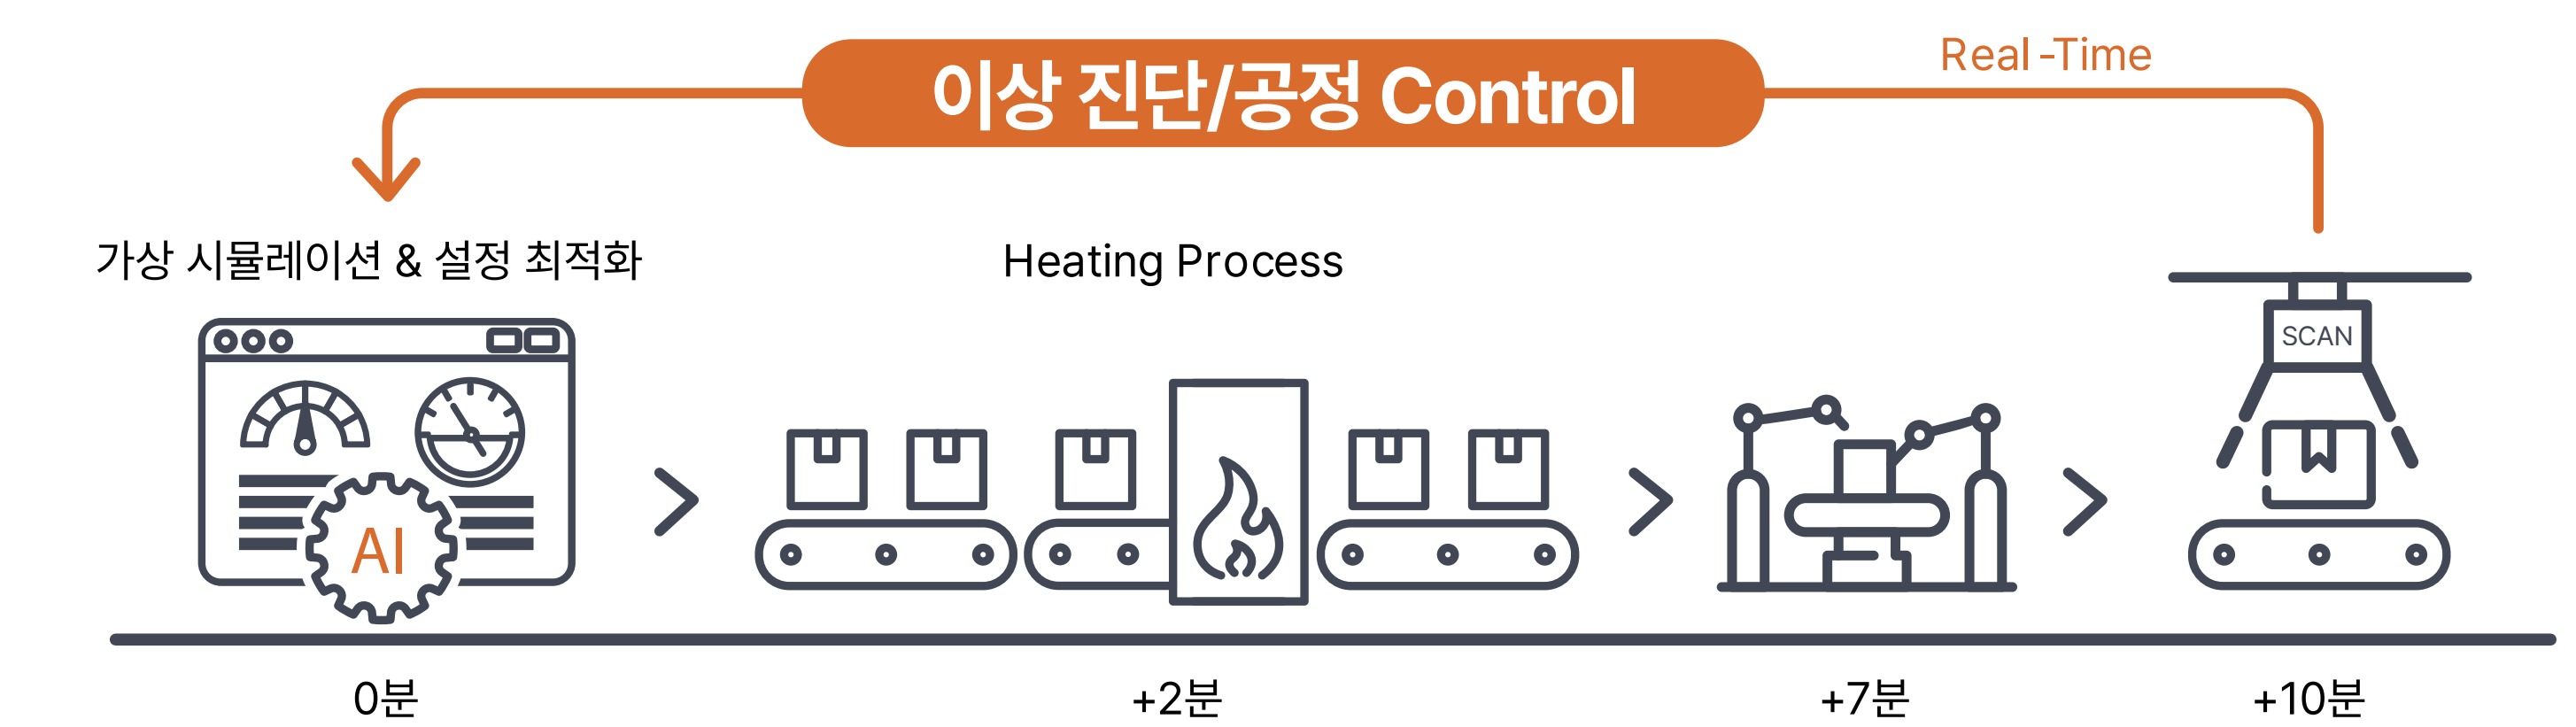 이상 진단/공정 Control
Real -Time
가상 시뮬레이션 & 설정 최적화
Heating Process
SCAN
AI
0분
+2분
+7분
+10분